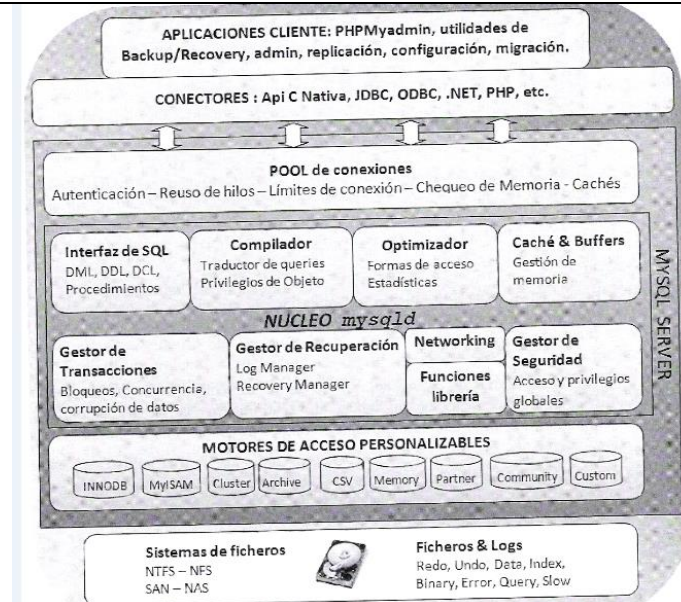 APLICACIONES CLIENTE: PHPMyadmin, utilidades de
Backup/Recovery, admin, replicación, configuración, migración.
CONECTORES : Api C Nativa, JDBC, ODBC, .NET, PHP, etc.
POOL de conexiones
Autenticación – Reuso de hilos – Límites de conexión – Chequeo de Memoria - Cachés
Interfaz de SQL
DML, DDL, DCL,
Procedimientos
Compilador
Traductor de queries
Privilegios de Objeto
Optimizador
Formas de acceso
Estadísticas
Caché & Buffers
Gestión de
memoria
NUCLEO mysqld
Gestor de
Transacciones
Bloqueos, Concurrencia,
corrupción de datos
Gestor de Recuperación
Log Manager
Recovery Manager
Networking
Funciones
librería
Gestor de
Seguridad
Acceso y privilegios
globales
MYSQL SERVER
MOTORES DE ACCESO PERSONALIZABLES
INNODB
MyISAM
Cluster
Archive
CSV
Memory
Partner
Community
Custom
Sistemas de ficheros
NTFS – NFS
SAN – NAS
Ficheros & Logs
Redo, Undo, Data, Index,
Binary, Error, Query, Slow